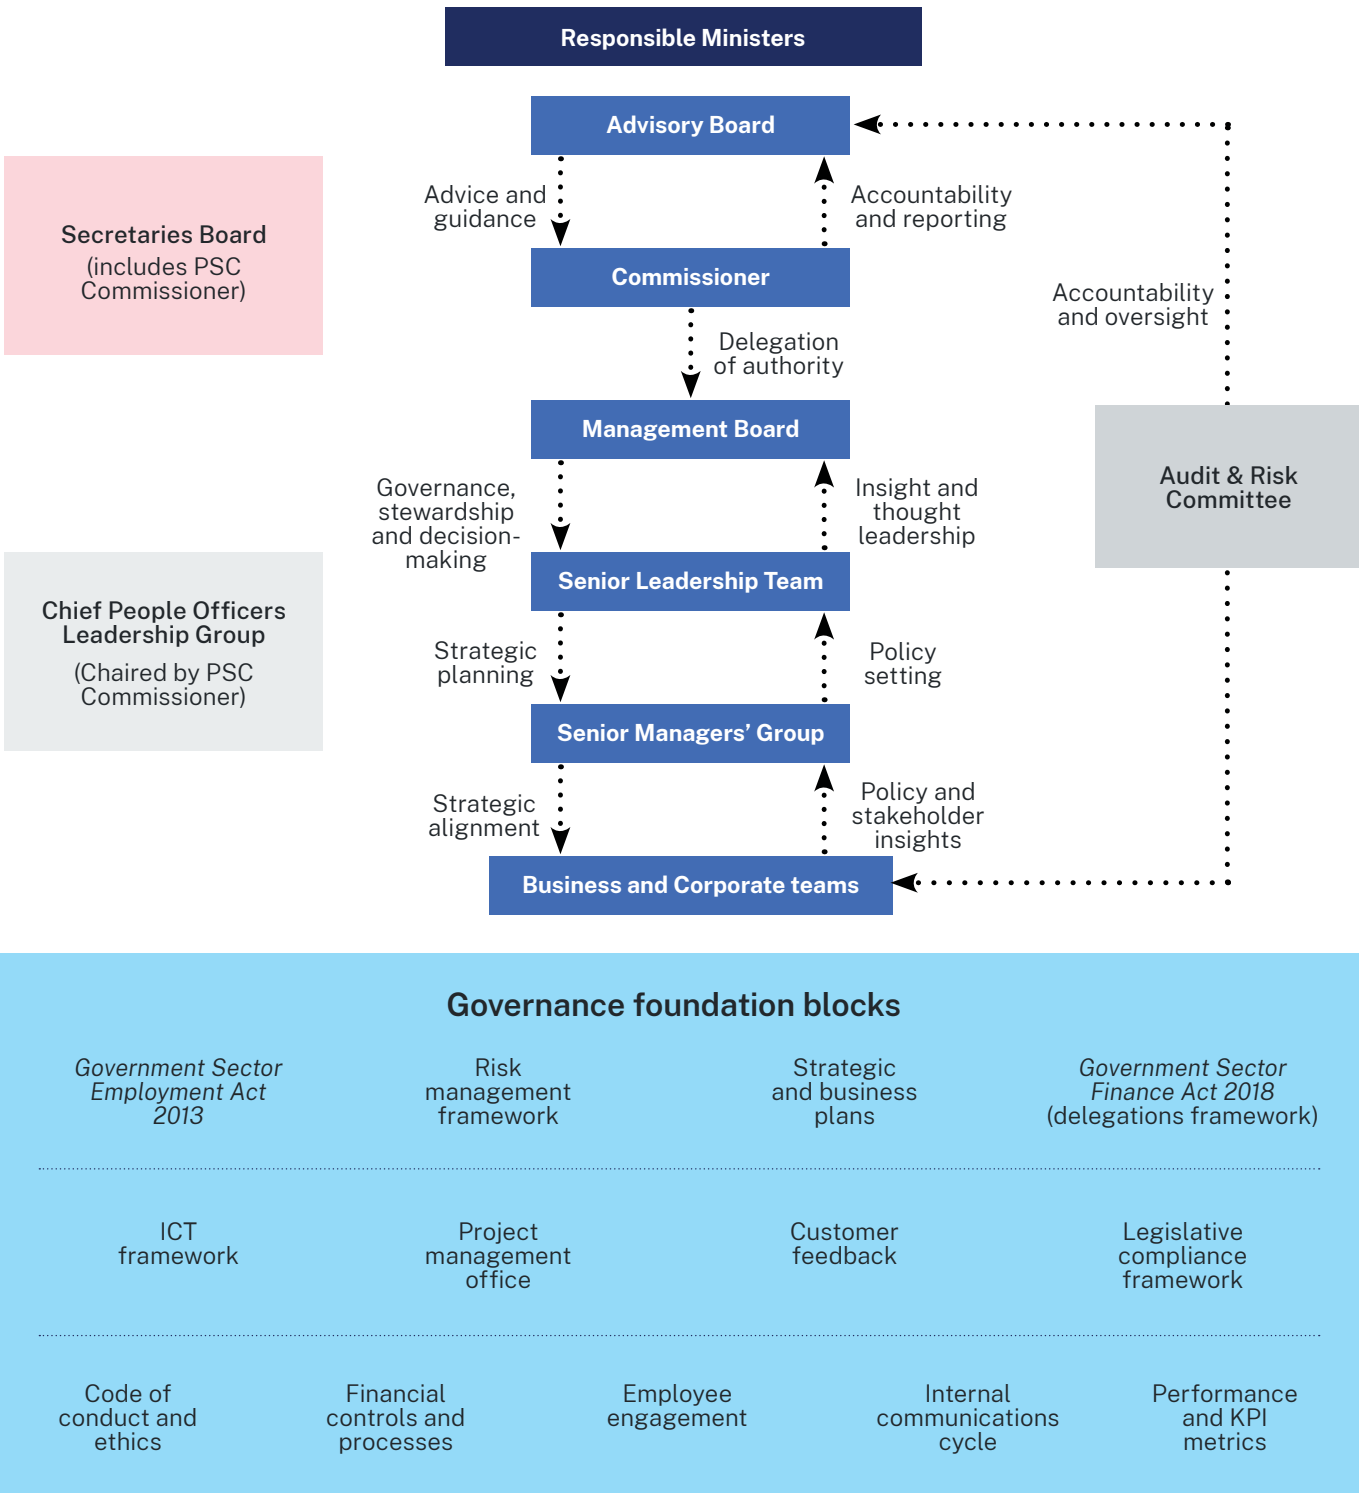 Responsible Ministers
Advisory Board
Advice and
guidance
Accountability
and reporting
Secretaries Board
(includes PSC
Commissioner)
Commissioner
Accountability
and oversight
Delegation
of authority
Management Board
Audit & Risk
Committee
Governance,
stewardship
and decision-
making
Insight and
thought
leadership
Senior Leadership Team
Chief People Officers
Leadership Group
(Chaired by PSC
Commissioner)
Strategic
planning
Policy
setting
Senior Managers’ Group
Strategic
alignment
Policy and
stakeholder
insights
Business and Corporate teams
Governance foundation blocks
Government Sector
Employment Act
2013
Risk
management
framework
Strategic
and business
plans
Government Sector
Finance Act 2018
(delegations framework)
ICT
framework
Project
management
office
Customer
feedback
Legislative
compliance
framework
Code of
conduct and
ethics
Financial
controls and
processes
Employee
engagement
Internal
communications
cycle
Performance
and KPI
metrics